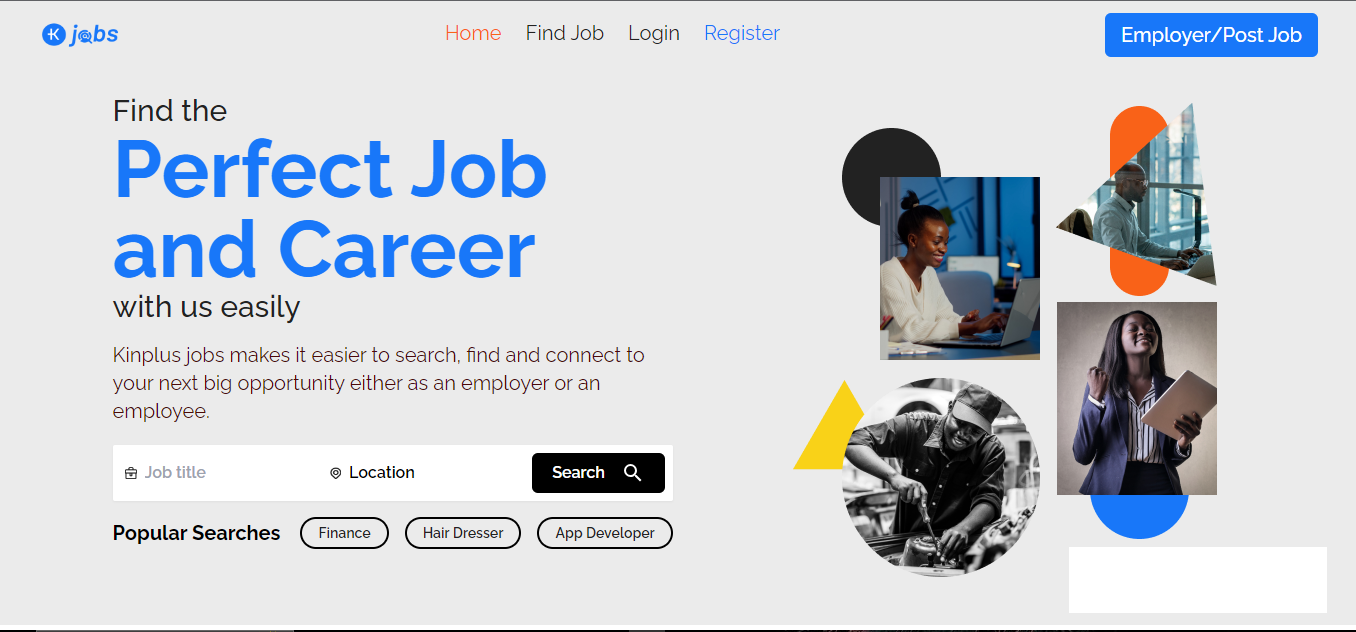 K jobs
Home Find Job Login Register
Employer/Post Job
Find the
Perfect Job
and Career
with us easily
Kinplus jobs makes it easier to search, find and connect to
your next big opportunity either as an employer or an
employee.
Job title Location Search
Popular Searches Finance Hair Dresser App Developer